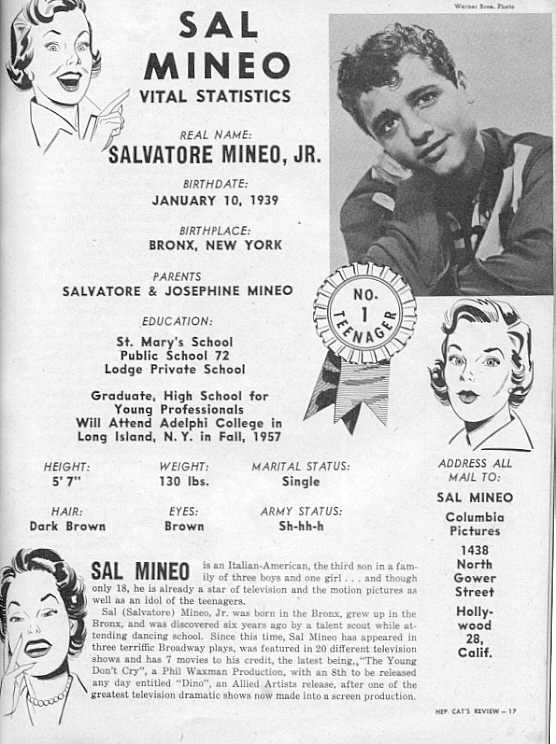 Warner Bros. Photo
SAL
MINEO
VITAL STATISTICS
REAL NAME:
SALVATORE MINEO, JR.
BIRTHDATE:
JANUARY 10, 1939
BIRTHPLACE:
BRONX, NEW YORK
PARENTS
SALVATORE & JOSEPHINE MINEO
EDUCATION:
St. Mary's School
Public School 72
Lodge Private School
Graduate, High School for
Young Professionals
Will Attend Adelphi College in
Long Island, N.Y. in Fall, 1957
NO.
1
TEENAGER
HEIGHT:
5' 7"
WEIGHT:
130 lbs.
MARITAL STATUS:
Single
HAIR:
Dark Brown
EYES:
Brown
ARMY STATUS:
Sh-hh-h
ADDRESS ALL
MAIL TO:
SAL MINEO
Columbia
Pictures
1438
North
Gower
Street
Holly-
wood
28,
Calif.
SAL MINEO is an Italian-American, the third son in a fam-
ily of three boys and one girl . . . and though
only 18, he is already a star of television and the motion pictures as
well as an idol of the teenagers.
Sal (Salvatore) Mineo, Jr. was born in the Bronx, grew up in the
Bronx, and was discovered six years ago by a talent scout while at-
tending dancing school. Since this time, Sal Mineo has appeared in
three terriffic Broadway plays, was featured in 20 different television
shows and has 7 movies to his credit, the latest being,,"The Young
Don't Cry", a Phil Waxman Production, with an 8th to be released
any day entitled "Dino", an Allied Artists release, after one of the
greatest television dramatic shows now made into a screen production.
HEP CAT'S REVIEW — 17